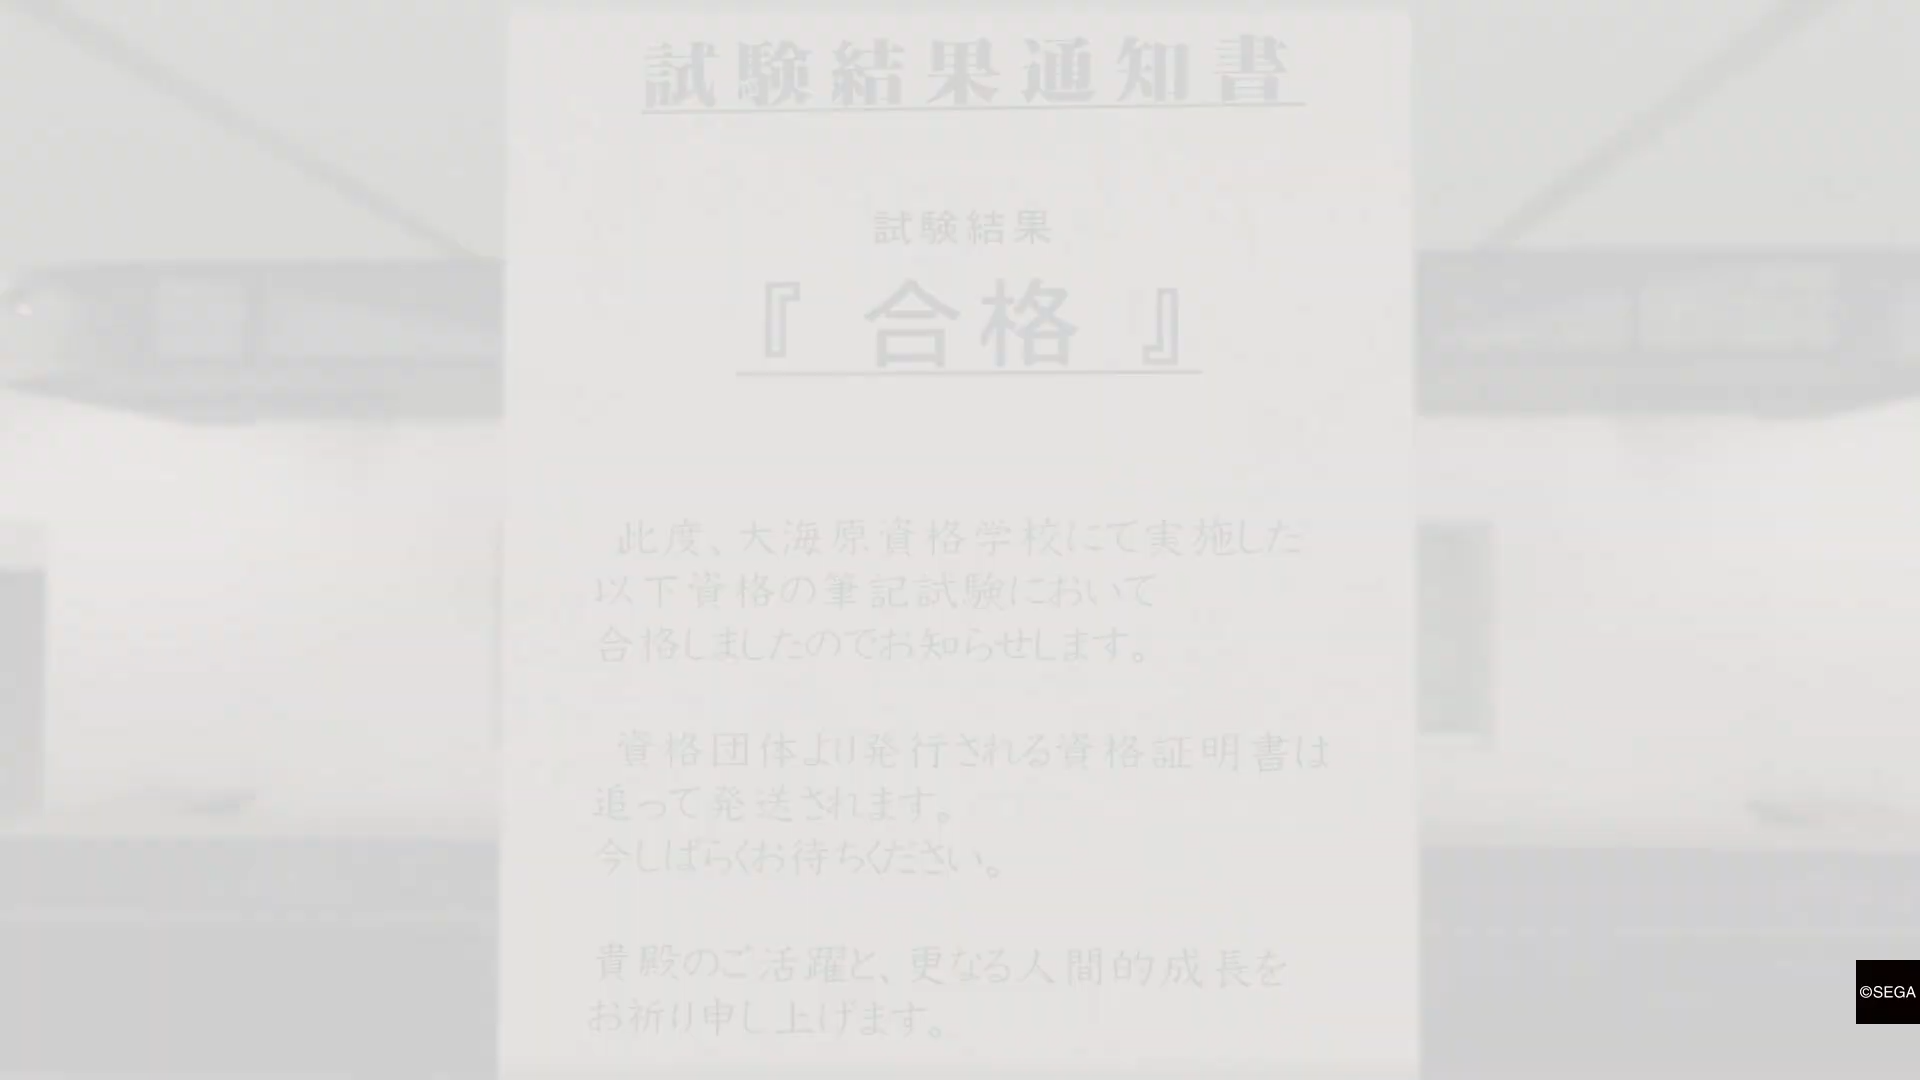 試験結果通知書
試験結果
『 合格 』
此度、大海原資格学校にて実施した
以下資格の筆記試験において
合格しましたのでお知らせします。
資格団体より発行される資格証明書は
追って発送されます。
今しばらくお待ちください。
貴殿のご活躍と、更なる人間的成長を
お祈り申し上げます。
©SEGA